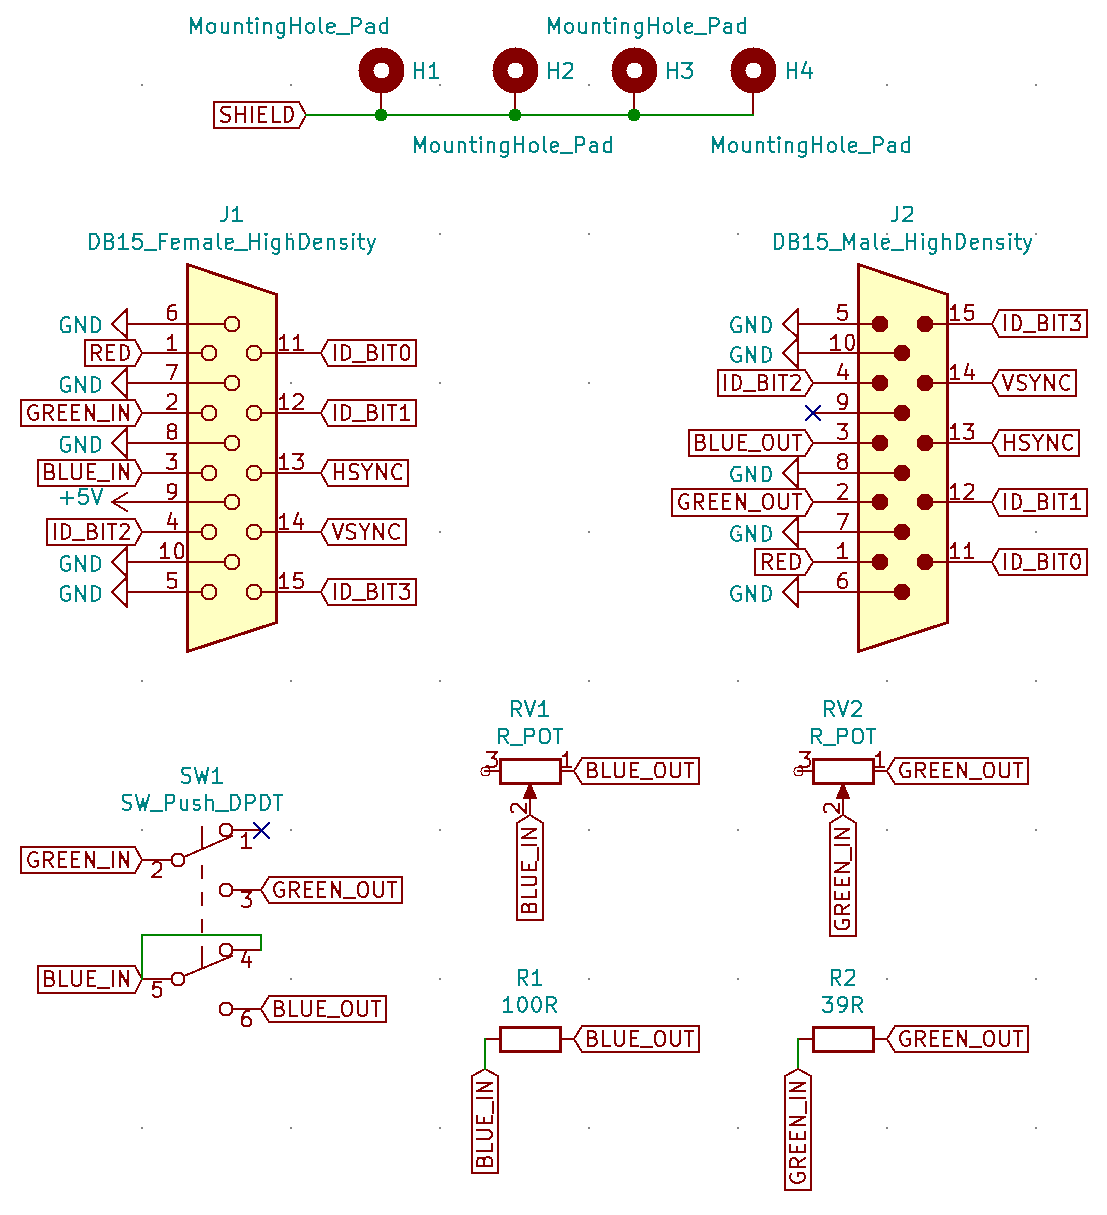 MountingHole_Pad MountingHole_Pad
H1 H2 H3 H4
SHIELD
MountingHole_Pad MountingHole_Pad
J1
DB15_Female_HighDensity
GND 6
RED 1 11 ID_BIT0
GND 7
GREEN_IN 2 12 ID_BIT1
GND 8
BLUE_IN 3 13 HSYNC
+5V 9
ID_BIT2 4 14 VSYNC
GND 10
GND 5 15 ID_BIT3
J2
DB15_Male_HighDensity
GND 5 15 ID_BIT3
GND 10
ID_BIT2 4 14 VSYNC
9
BLUE_OUT 3 13 HSYNC
GND 8
GREEN_OUT 2 12 ID_BIT1
GND 7
RED 1 11 ID_BIT0
GND 6
SW1
SW_Push_DPDT
1
GREEN_IN 2
3 GREEN_OUT
4
BLUE_IN 5
6 BLUE_OUT
RV1
R_POT
3 1 BLUE_OUT
2
BLUE_IN
RV2
R_POT
3 1 GREEN_OUT
2
GREEN_IN
R1
100R
BLUE_OUT
BLUE_IN
R2
39R
GREEN_OUT
GREEN_IN